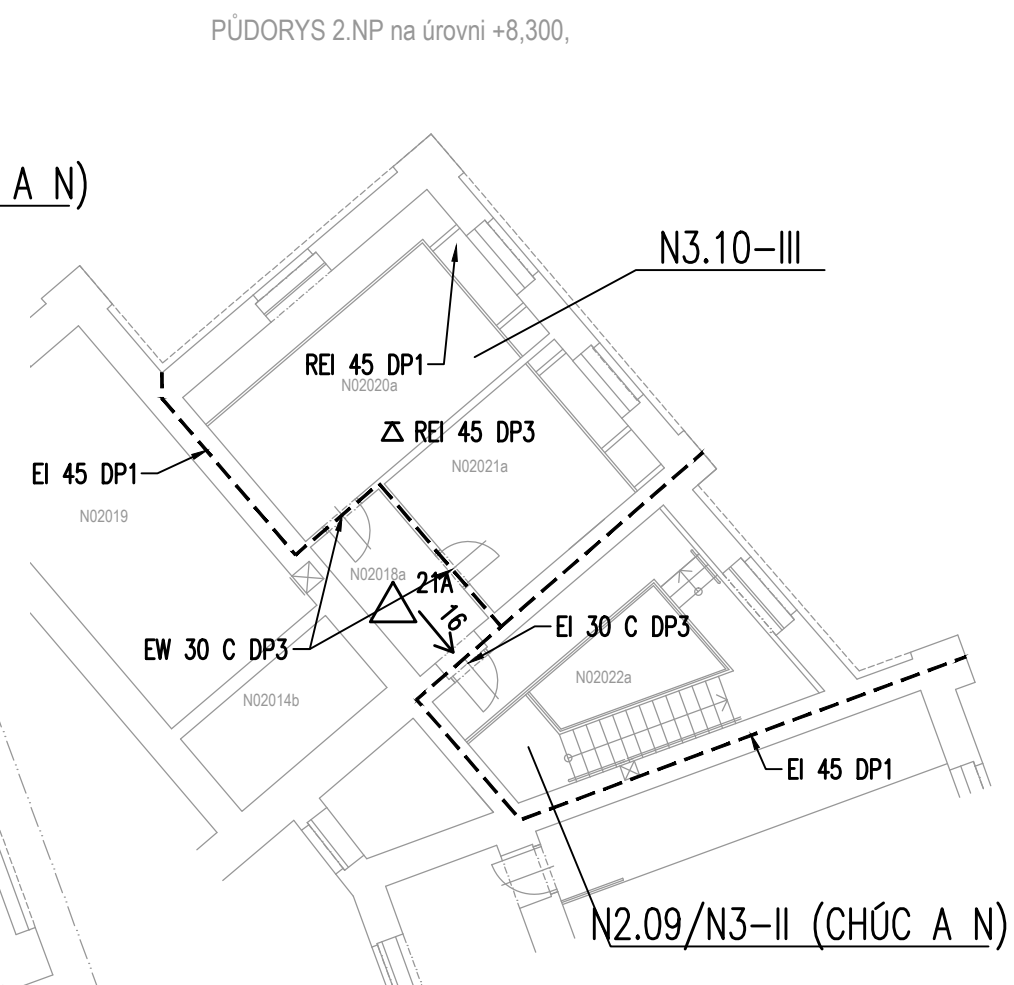 PŮDORYS 2.NP na úrovni +8,300,
A N)
N3.10-III
REI 45 DP1
N02020a
REI 45 DP3
N02021a
EI 45 DP1
N02019
N02018a
21A
16
EI 30 C DP3
EW 30 C DP3
N02022a
N02014b
EI 45 DP1
N2.09/N3-II (CHÚC A N)